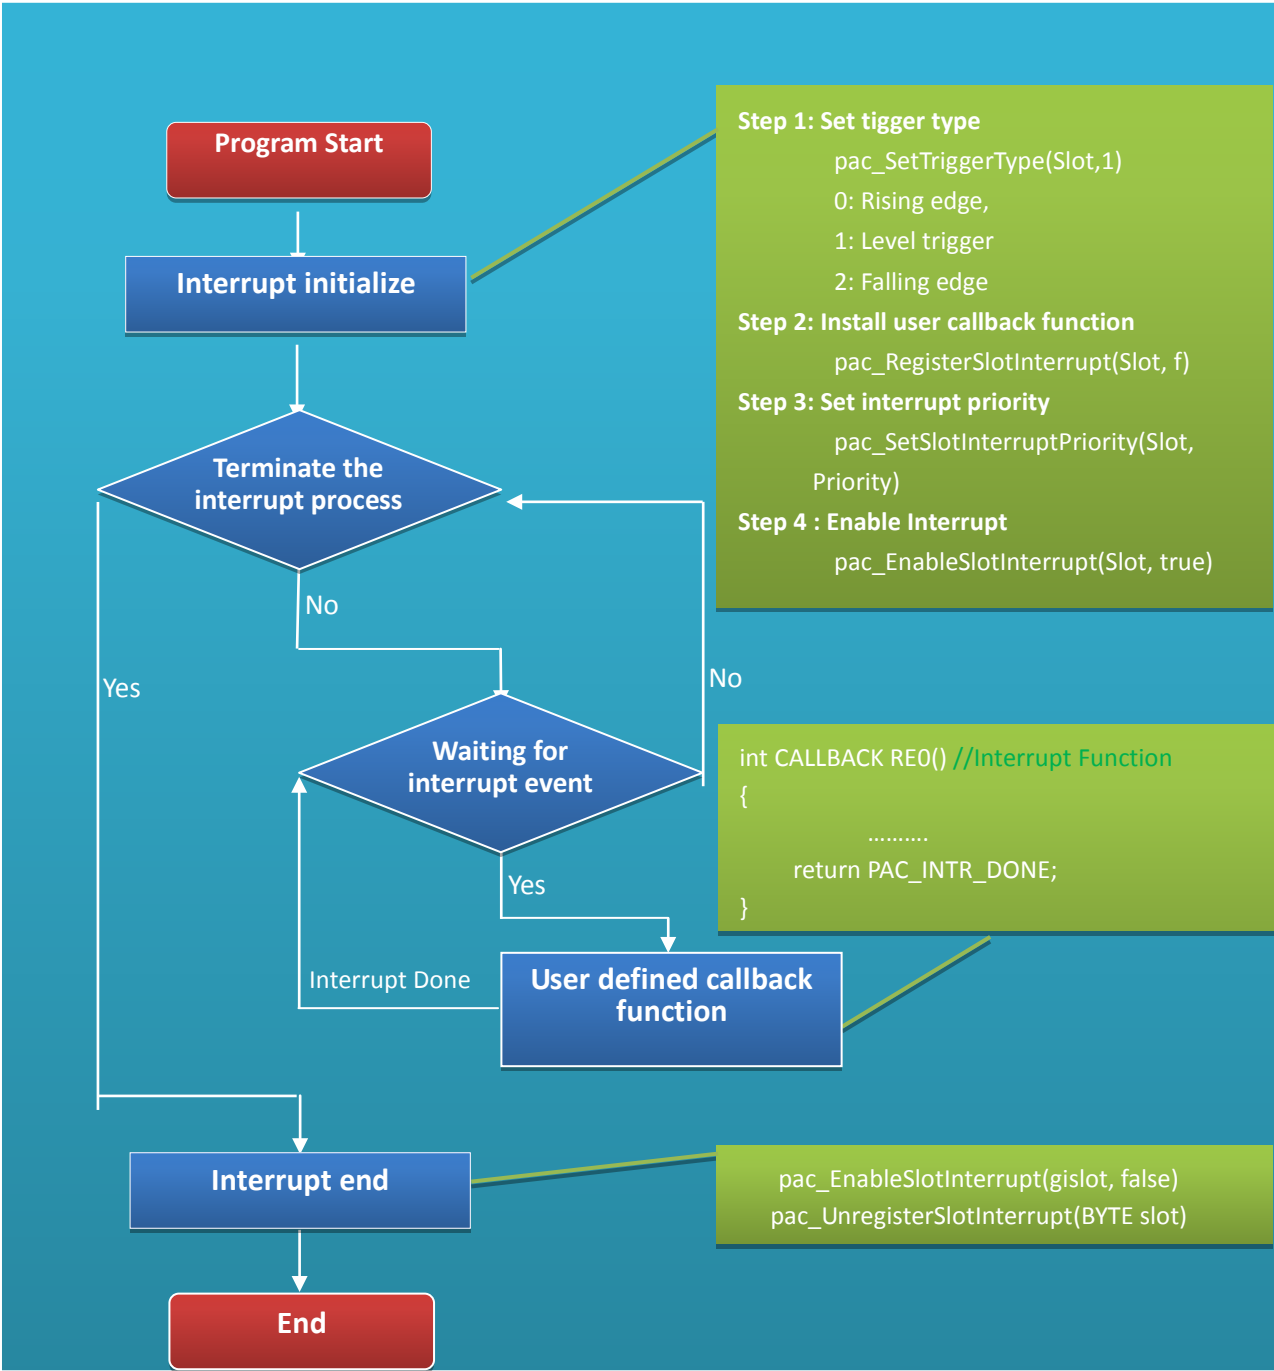 Program Start
Interrupt initialize
Step 1: Set tigger type
pac_SetTriggerType(Slot,1)
0: Rising edge,
1: Level trigger
2: Falling edge
Step 2: Install user callback function
pac_RegisterSlotInterrupt(Slot, f)
Step 3: Set interrupt priority
pac_SetSlotInterruptPriority(Slot,
Priority)
Step 4 : Enable Interrupt
pac_EnableSlotInterrupt(Slot, true)
Terminate the
interrupt process
No
Yes
No
Waiting for
interrupt event
int CALLBACK RE0() //Interrupt Function
{
..........
return PAC_INTR_DONE;
}
Yes
Interrupt Done
User defined callback
function
Interrupt end
pac_EnableSlotInterrupt(gislot, false)
pac_UnregisterSlotInterrupt(BYTE slot)
End